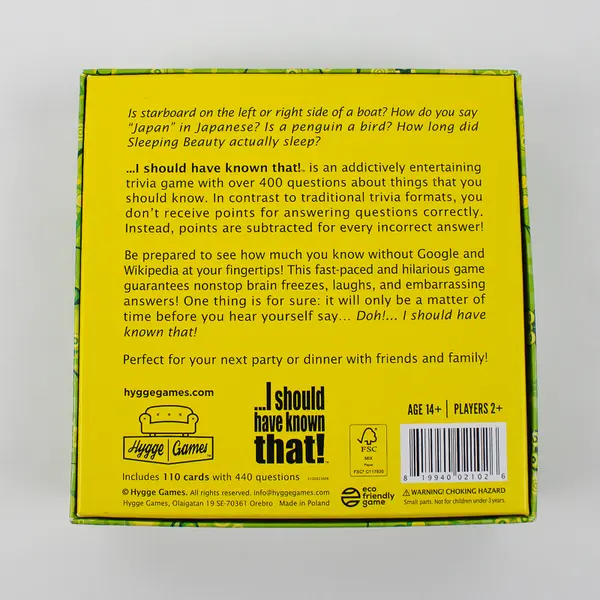 Is starboard on the left or right side of a boat? How do you say
"Japan" in Japanese? Is a penguin a bird? How long did
Sleeping Beauty actually sleep?
...I should have known that!™ is an addictively entertaining
trivia game with over 400 questions about things that you
should know. In contrast to traditional trivia formats, you
don't receive points for answering questions correctly.
Instead, points are subtracted for every incorrect answer!
Be prepared to see how much you know without Google and
Wikipedia at your fingertips! This fast-paced and hilarious game
guarantees nonstop brain freezes, laughs, and embarrassing
answers! One thing is for sure: it will only be a matter of
time before you hear yourself say... Doh!... I should have
known that!
Perfect for your next party or dinner with friends and family!
hyggegames.com
Hygge Games
...I should
have known
that!
FSC
MIX
Paper
FSC® C117830
AGE 14+ | PLAYERS 2+
8 19940 02102 6
Includes 110 cards with 440 questions
© Hygge Games. All rights reserved. info@hyggegames.com
Hygge Games, Olaigatan 19 SE-70361 Orebro Made in Poland
eco
friendly
game
WARNING! CHOKING HAZARD
Small parts. Not for children under 3 years.